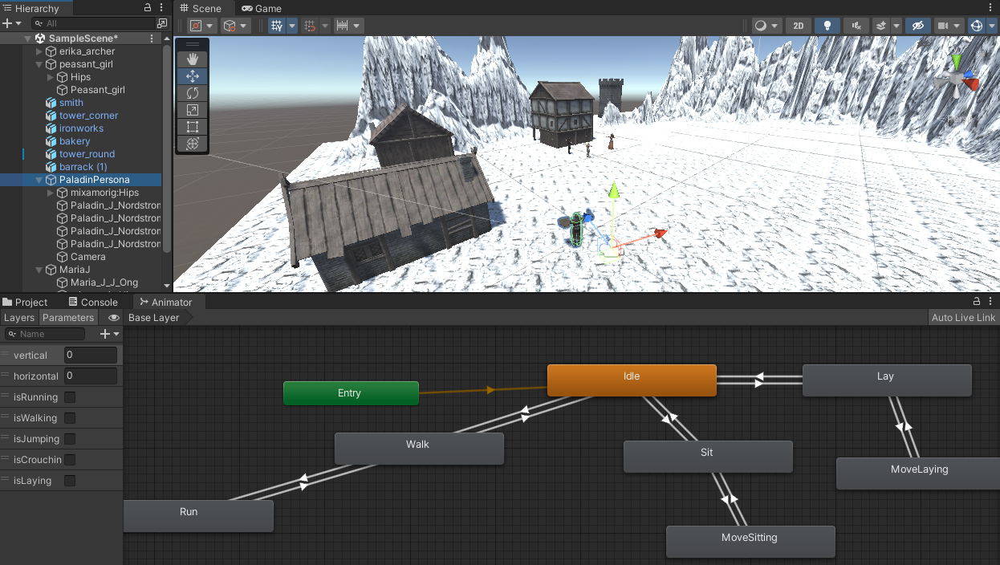 Hierarchy
All
SampleScene*
erika_archer
peasant_girl
Hips
Peasant_girl
smith
tower_corner
ironworks
bakery
tower_round
barrack (1)
PaladinPersona
mixamorig:Hips
Paladin_J_Nordstron
Paladin_J_Nordstron
Paladin_J_Nordstron
Paladin_J_Nordstron
Camera
MariaJ
Maria_J_J_Ong
Scene Game
2D
Persp
Project Console Animator
Layers Parameters Base Layer Auto Live Link
Name
vertical 0
horizontal 0
isRunning
isWalking
isJumping
isCrouchin
isLaying
Entry
Idle
Lay
Walk
Sit
MoveLaying
Run
MoveSitting